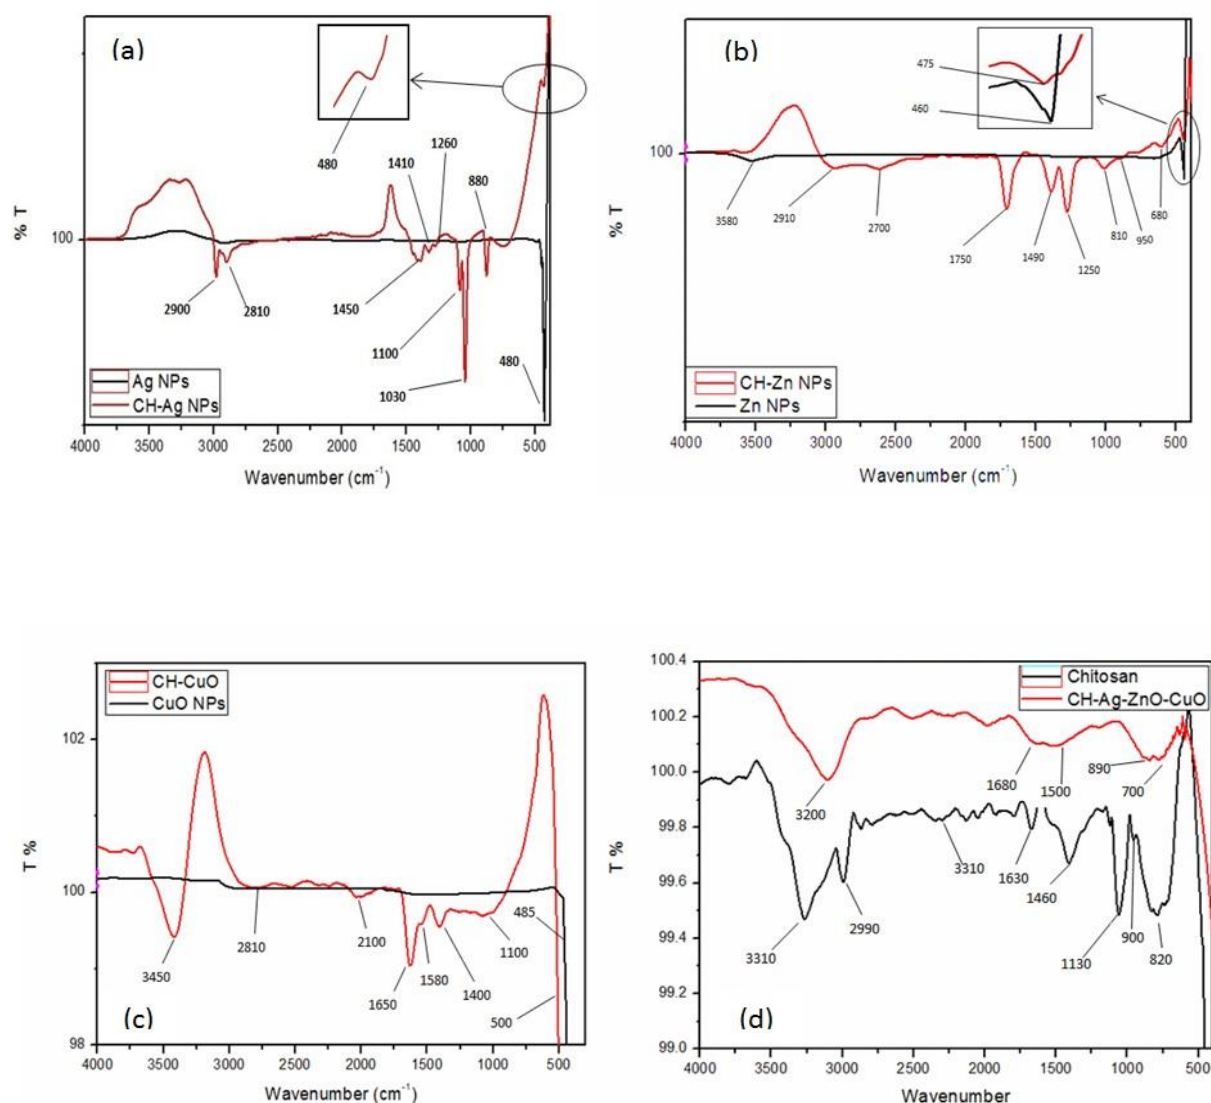 (a)
480
1410
1260
880
% T
100
2900
2810
1450
1100
1030
480
Ag NPs
CH-Ag NPs
4000 3500 3000 2500 2000 1500 1000 500
Wavenumber (cm-1)
(b)
475
460
% T
100
3580
2910
2700
1750
1490
1250
810
950
680
CH-Zn NPs
Zn NPs
4000 3500 3000 2500 2000 1500 1000 500
Wavenumber (cm-1)
CH-CuO
CuO NPs
T %
102
100
98
3450
2810
2100
1650
1580
1400
1100
485
500
(c)
4000 3500 3000 2500 2000 1500 1000 500
Wavenumber (cm-1)
Chitosan
CH-Ag-ZnO-CuO
T %
100.4
100.2
100.0
99.8
99.6
99.4
99.2
99.0
3200
1680
1500
890
700
3310
2990
3310
1630
1460
1130
900
820
(d)
4000 3500 3000 2500 2000 1500 1000 500
Wavenumber